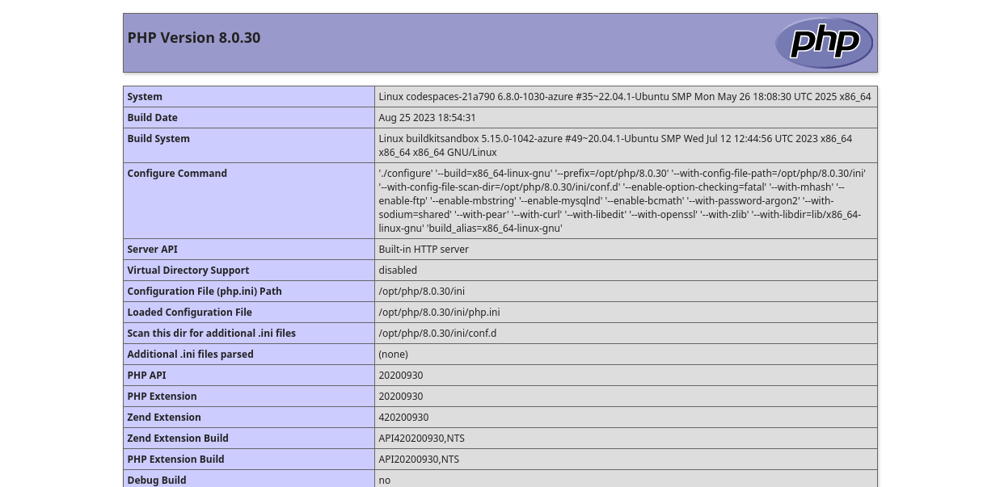 PHP Version 8.0.30
php
System Linux codespaces-21a790 6.8.0-1030-azure #35~22.04.1-Ubuntu SMP Mon May 26 18:08:30 UTC 2025 x86_64
Build Date Aug 25 2023 18:54:31
Build System Linux buildkitsandbox 5.15.0-1042-azure #49~20.04.1-Ubuntu SMP Wed Jul 12 12:44:56 UTC 2023 x86_64
x86_64 x86_64 GNU/Linux
Configure Command './configure' '--build=x86_64-linux-gnu' '--prefix=/opt/php/8.0.30' '--with-config-file-path=/opt/php/8.0.30/ini'
'--with-config-file-scan-dir=/opt/php/8.0.30/ini/conf.d' '--enable-option-checking=fatal' '--with-mhash' '--
enable-ftp' '--enable-mbstring' '--enable-mysqlnd' '--enable-bcmath' '--with-password-argon2' '--with-
sodium=shared' '--with-pear' '--with-curl' '--with-libedit' '--with-openssl' '--with-zlib' '--with-libdir=lib/x86_64-
linux-gnu' 'build_alias=x86_64-linux-gnu'
Server API Built-in HTTP server
Virtual Directory Support disabled
Configuration File (php.ini) Path /opt/php/8.0.30/ini
Loaded Configuration File /opt/php/8.0.30/ini/php.ini
Scan this dir for additional .ini files /opt/php/8.0.30/ini/conf.d
Additional .ini files parsed (none)
PHP API 20200930
PHP Extension 20200930
Zend Extension 420200930
Zend Extension Build API420200930,NTS
PHP Extension Build API20200930,NTS
Debug Build no